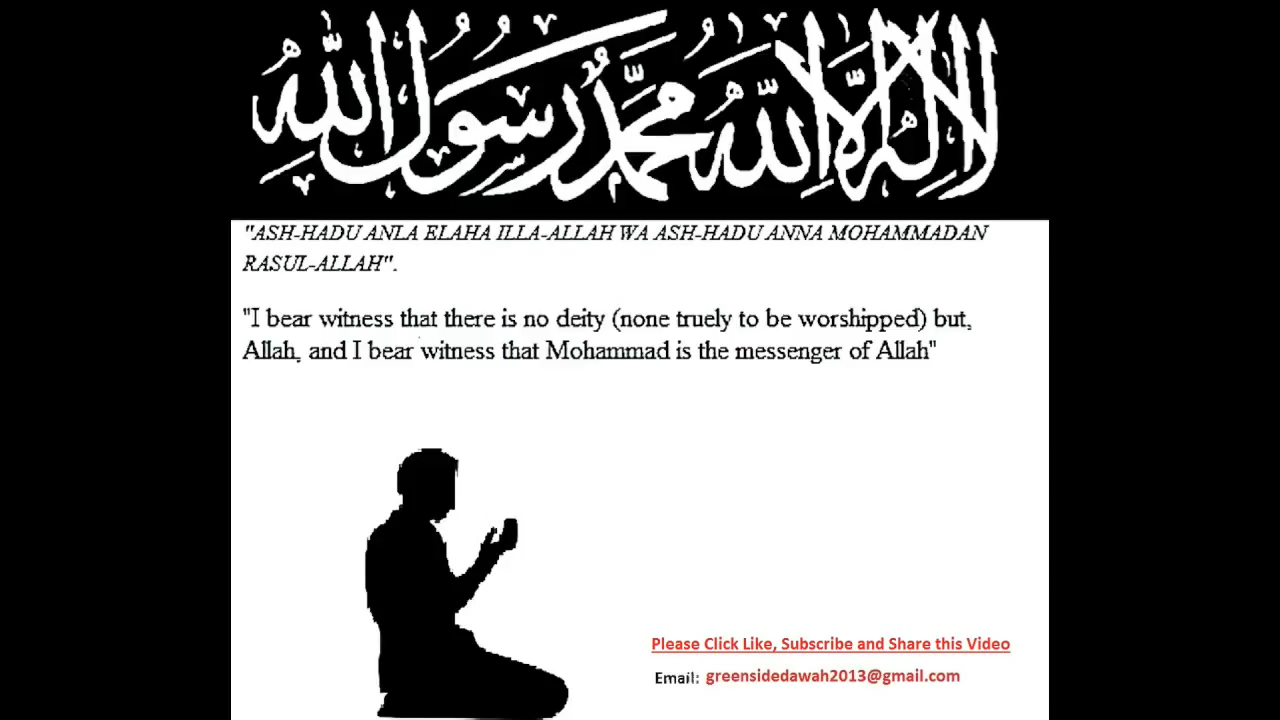 لا إله إلا الله محمد رسول الله
"ASH-HADU ANLA ELAHA ILLA-ALLAH WA ASH-HADU ANNA MOHAMMADAN
RASUL-ALLAH".
"I bear witness that there is no deity (none truely to be worshipped) but,
Allah, and I bear witness that Mohammad is the messenger of Allah"
Please Click Like, Subscribe and Share this Video
Email: greensidedawah2013@gmail.com